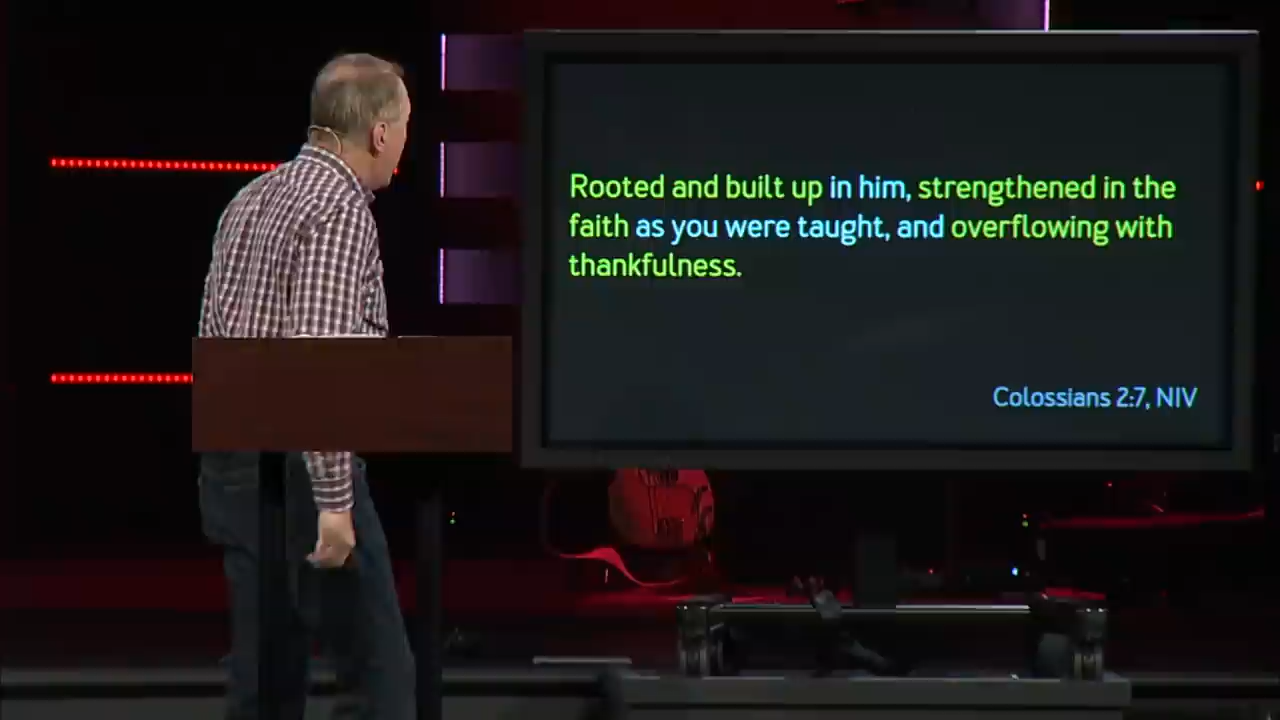 Rooted and built up in him, strengthened in the
faith as you were taught, and overflowing with
thankfulness.
Colossians 2:7, NIV